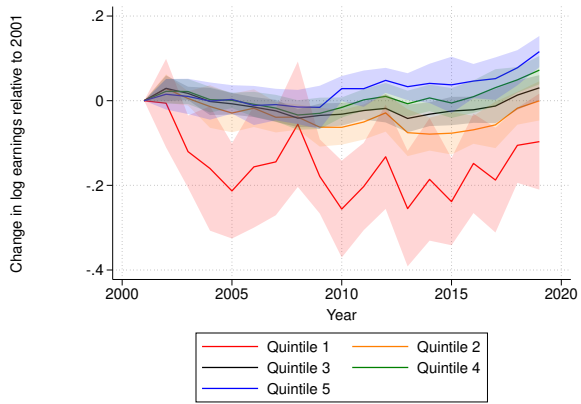 Change in log earnings relative to 2001
.2
0
-.2
-.4
2000 2005 2010 2015 2020
Year
Quintile 1 Quintile 2
Quintile 3 Quintile 4
Quintile 5